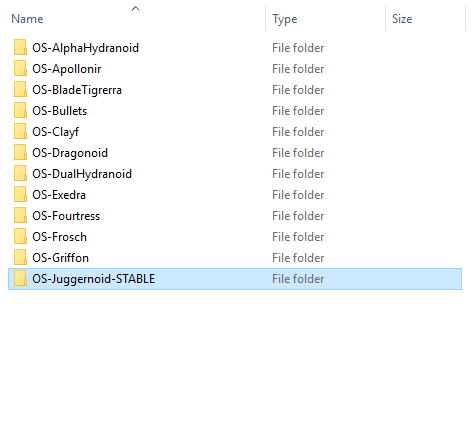 Name Type Size
OS-AlphaHydranoid File folder
OS-Apollonir File folder
OS-BladeTigrerra File folder
OS-Bullets File folder
OS-Clayf File folder
OS-Dragonoid File folder
OS-DualHydranoid File folder
OS-Exedra File folder
OS-Fourtress File folder
OS-Frosch File folder
OS-Griffon File folder
OS-Juggernoid-STABLE File folder